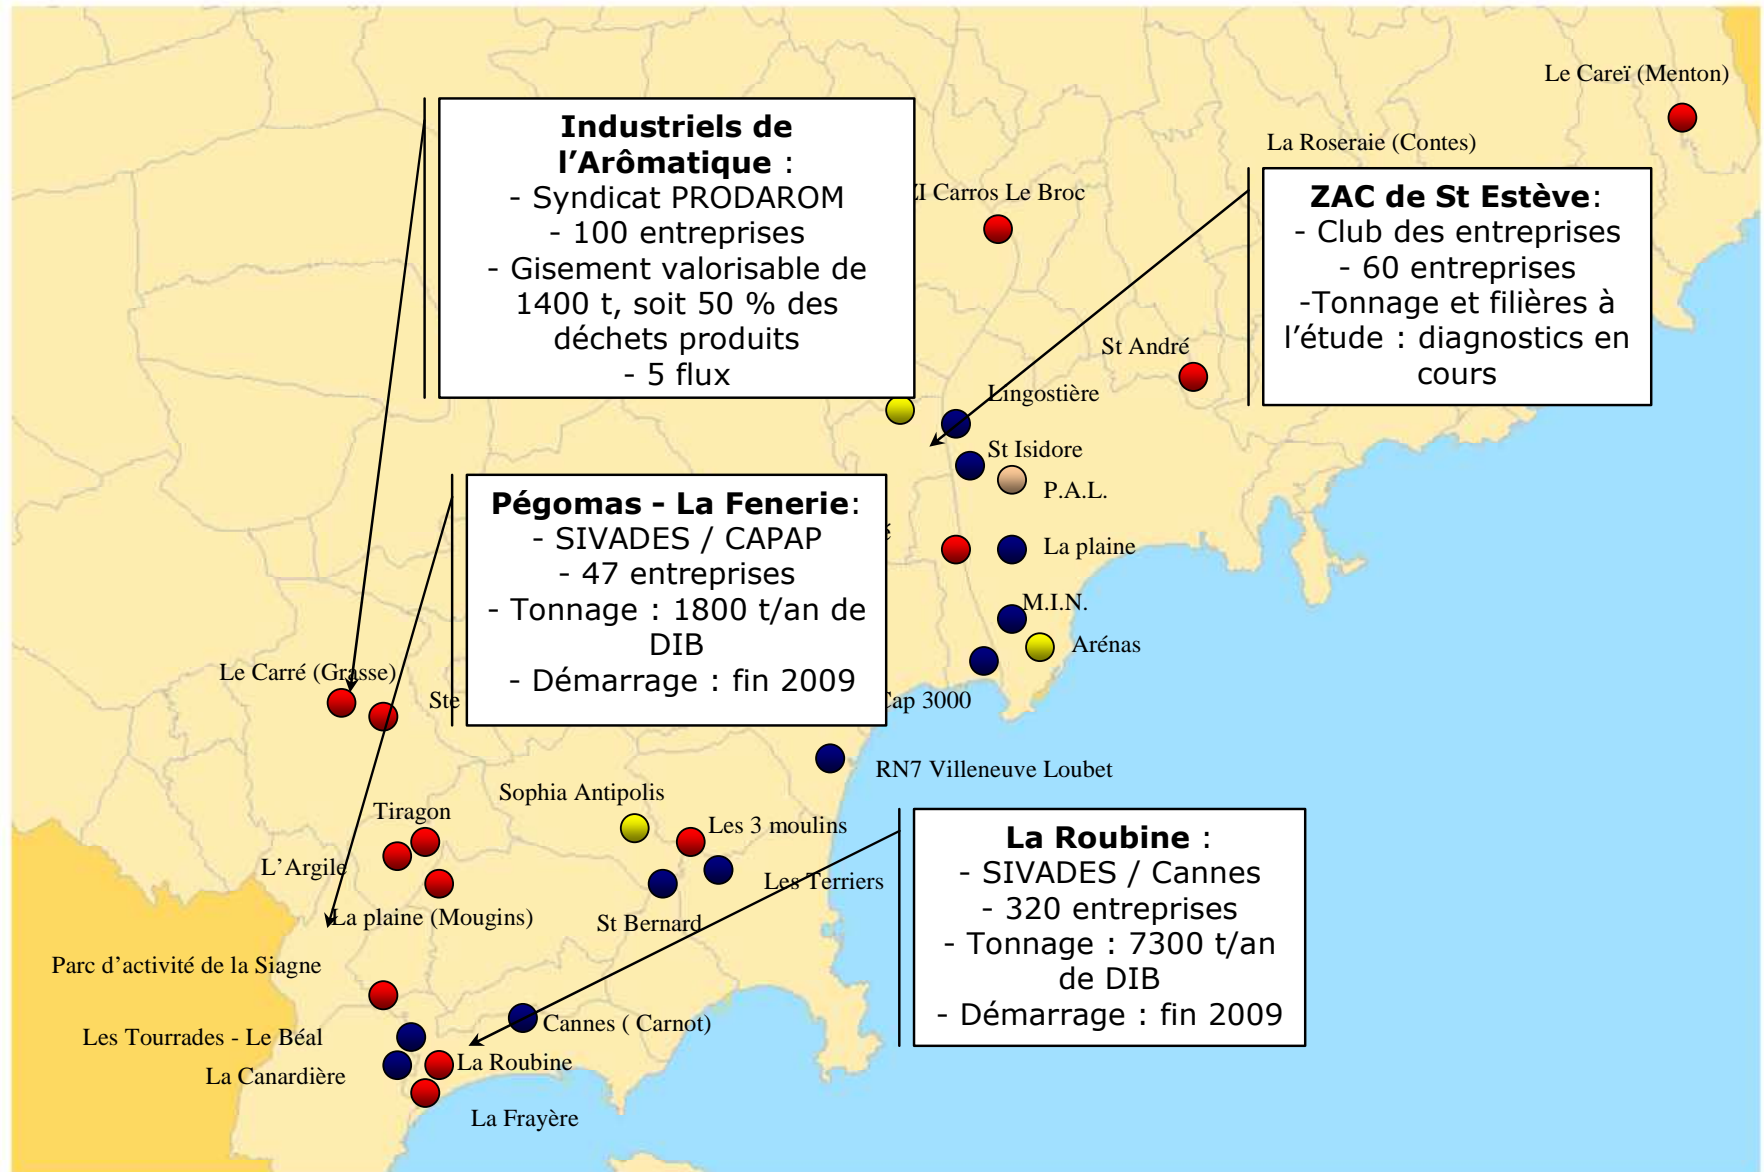 Le Careï (Menton)
La Roseraie (Contes)
Industriels de
l’Arômatique :
- Syndicat PRODAROM
- 100 entreprises
- Gisement valorisable de
1400 t, soit 50 % des
déchets produits
- 5 flux
ZI Carros Le Broc
ZAC de St Estève:
- Club des entreprises
- 60 entreprises
-Tonnage et filières à
l’étude : diagnostics en
cours
St André
Lingostière
St Isidore
P.A.L.
La plaine
M.I.N.
Arénas
Pégomas - La Fenerie:
- SIVADES / CAPAP
- 47 entreprises
- Tonnage : 1800 t/an de
DIB
- Démarrage : fin 2009
Le Carré (Grasse)
Ste
Cap 3000
RN7 Villeneuve Loubet
Sophia Antipolis
Tiragon
Les 3 moulins
L’Argile
Les Terriers
La plaine (Mougins)
St Bernard
La Roubine :
- SIVADES / Cannes
- 320 entreprises
- Tonnage : 7300 t/an
de DIB
- Démarrage : fin 2009
Parc d’activité de la Siagne
Les Tourrades - Le Béal
Cannes ( Carnot)
La Canardière
La Roubine
La Frayère